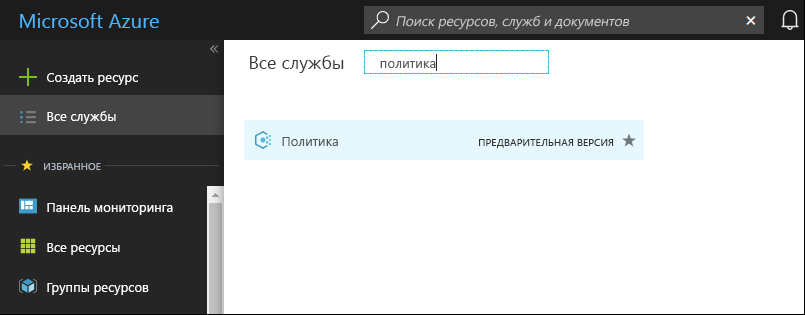 Microsoft Azure
Поиск ресурсов, служб и документов
Создать ресурс
Все службы
ИЗБРАННОЕ
Панель мониторинга
Все ресурсы
Группы ресурсов
Все службы
политика
Политика
ПРЕДВАРИТЕЛЬНАЯ ВЕРСИЯ